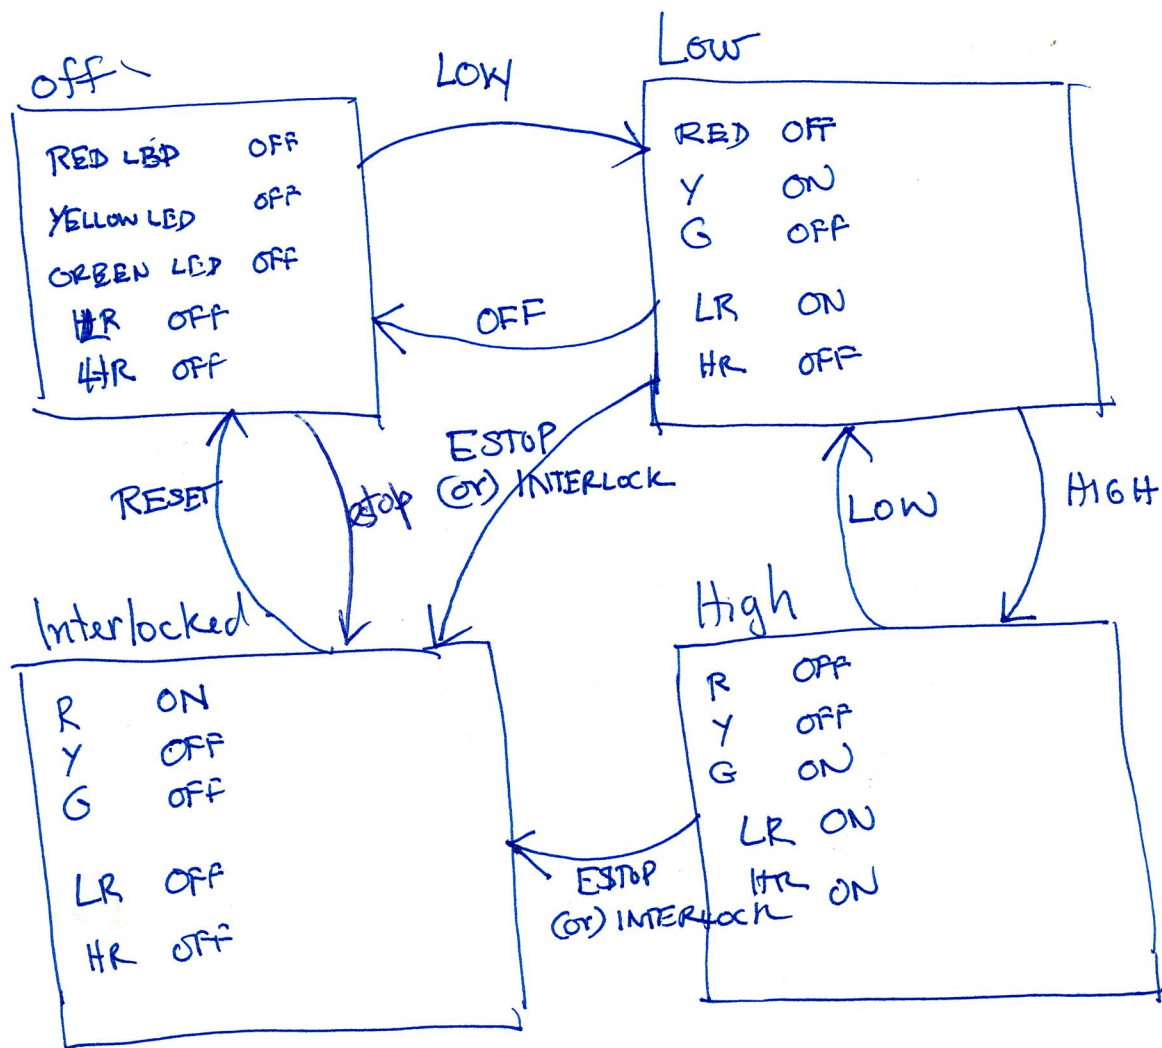 off
RED LED OFF
YELLOW LED OFF
GREEN LED OFF
LR OFF
HR OFF
LOW
OFF
Low
RED OFF
Y ON
G OFF
LR ON
HR OFF
RESET
estop
ESTOP
(or) INTERLOCK
LOW
HIGH
Interlocked
R ON
Y OFF
G OFF
LR OFF
HR OFF
ESTOP
(or) INTERLOCK
High
R OFF
Y OFF
G ON
LR ON
HR ON